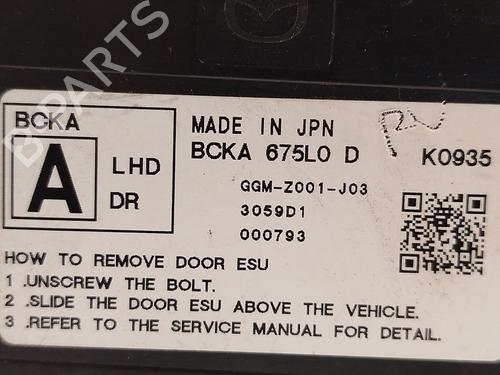 B-PARTS
BCKA
A
LHD
DR
MADE IN JPN
BCKA 675L0 D
K0935
GGM-Z001-J03
3059D1
000793
HOW TO REMOVE DOOR ESU
1 .UNSCREW THE BOLT.
2 .SLIDE THE DOOR ESU ABOVE THE VEHICLE.
3 .REFER TO THE SERVICE MANUAL FOR DETAIL.